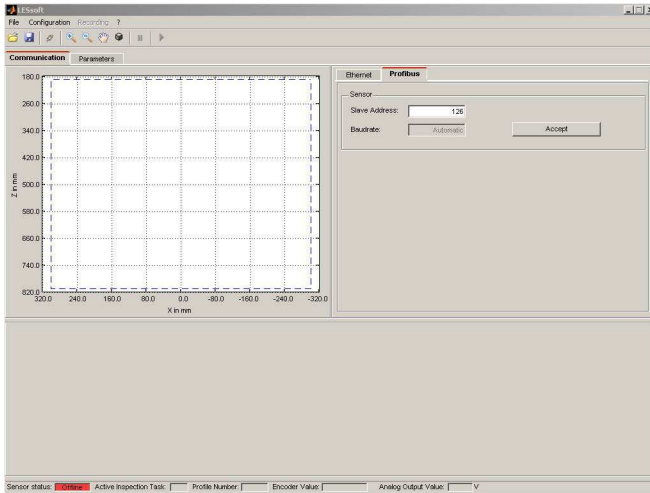 LESsoft
File Configuration Recording ?
Communication Parameters
Ethernet Profibus
Sensor
Slave Address: 126
Baudrate: Automatic Accept
Z in mm
180.0
260.0
340.0
420.0
500.0
580.0
660.0
740.0
820.0
320.0 240.0 160.0 80.0 0.0 -80.0 -160.0 -240.0 -320.0
X in mm
Sensor status: Offline Active Inspection Task: Profile Number: Encoder Value: Analog Output Value: V